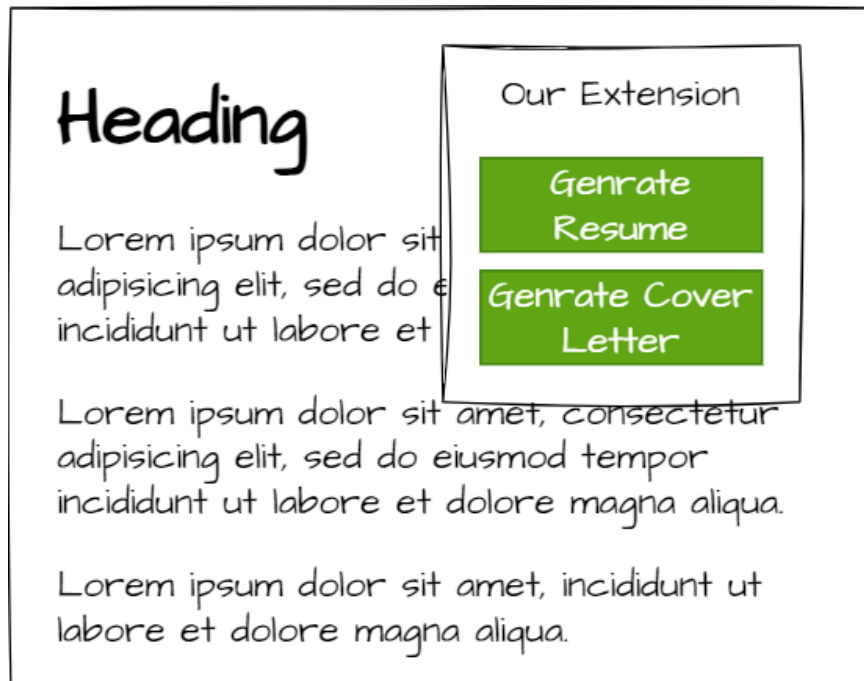 Heading
Our Extension
Genrate
Resume
Genrate Cover
Letter
Lorem ipsum dolor sit
adipisicing elit, sed do e
incididunt ut labore et
Lorem ipsum dolor sit amet, consectetur
adipisicing elit, sed do eiusmod tempor
incididunt ut labore et dolore magna aliqua.
Lorem ipsum dolor sit amet, incididunt ut
labore et dolore magna aliqua.